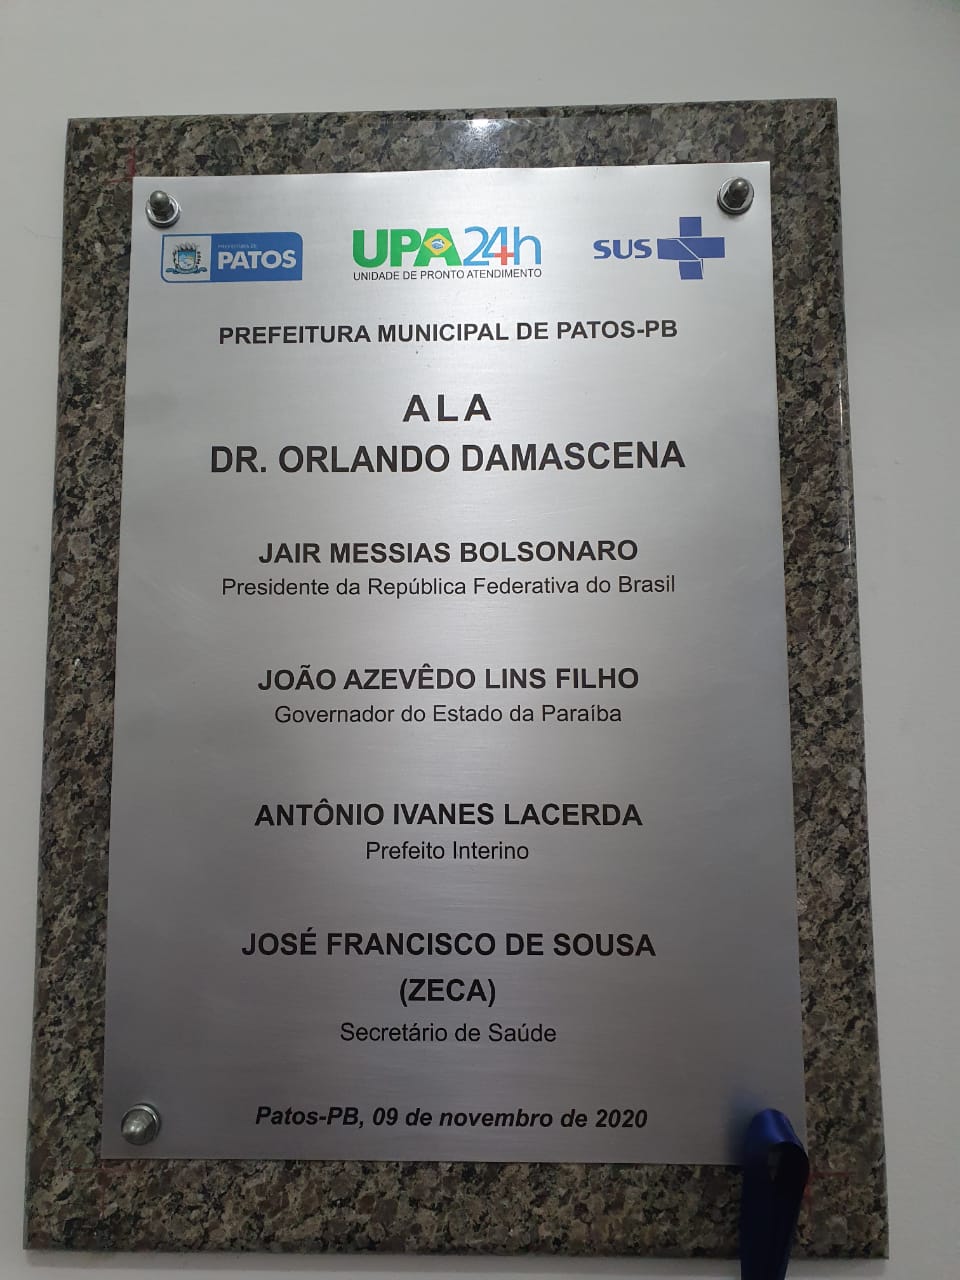 PREFEITURA DE
PATOS
UPA24h
UNIDADE DE PRONTO ATENDIMENTO
SUS
PREFEITURA MUNICIPAL DE PATOS-PB
ALA
DR. ORLANDO DAMASCENA
JAIR MESSIAS BOLSONARO
Presidente da República Federativa do Brasil
JOÃO AZEVÊDO LINS FILHO
Governador do Estado da Paraíba
ANTÔNIO IVANES LACERDA
Prefeito Interino
JOSÉ FRANCISCO DE SOUSA
(ZECA)
Secretário de Saúde
Patos-PB, 09 de novembro de 2020